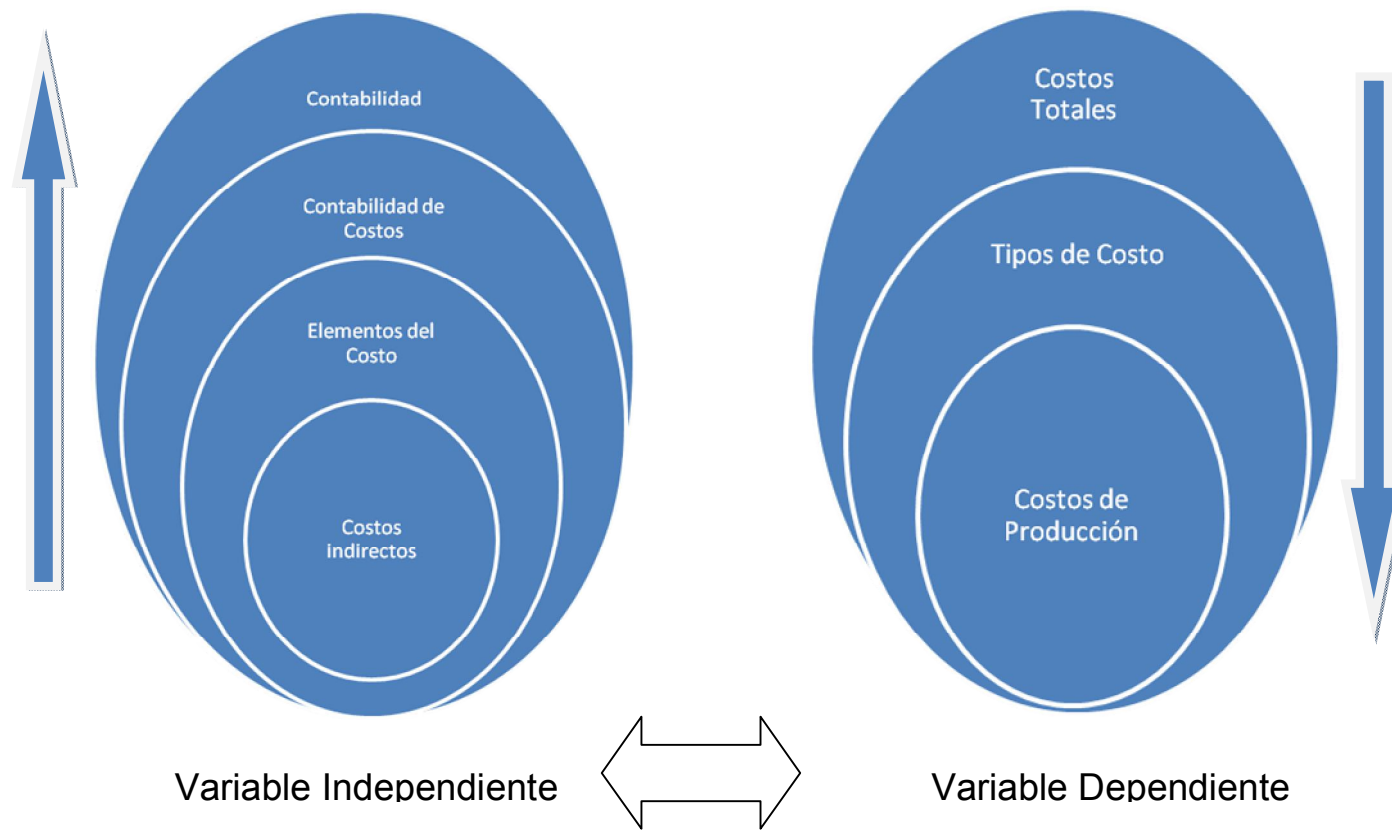 Contabilidad
Contabilidad de
Costos
Elementos del
Costo
Costos
indirectos
Costos
Totales
Tipos de Costo
Costos de
Producción
Variable Independiente
Variable Dependiente